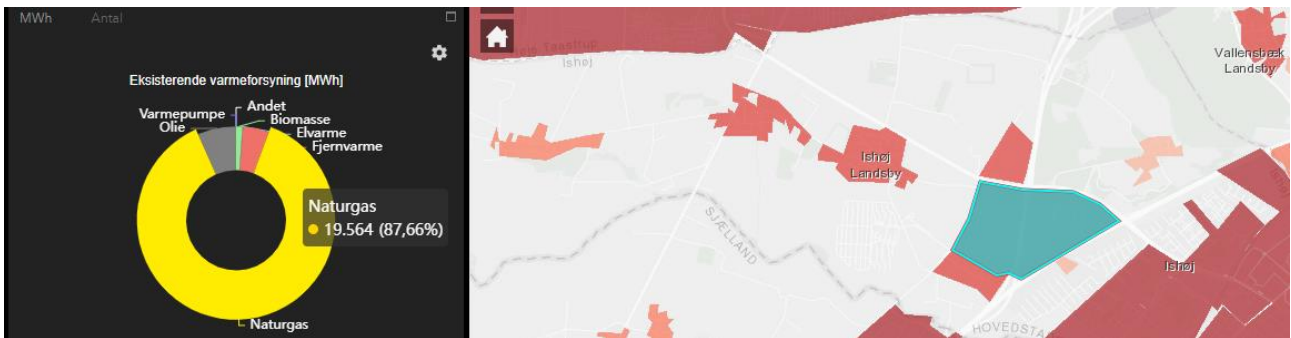 MWh Antal
Eksisterende varmeforsyning [MWh]
Andet
Varmepumpe
Biomasse
Olie
Elvarme
Fjernvarme
Naturgas
19.564 (87,66%)
Naturgas
Ishøj
Vallensbæk
Landsby
Ishøj
Landsby
SJÆLLAND
Ishøj
Ishøj
HOVEDSTA